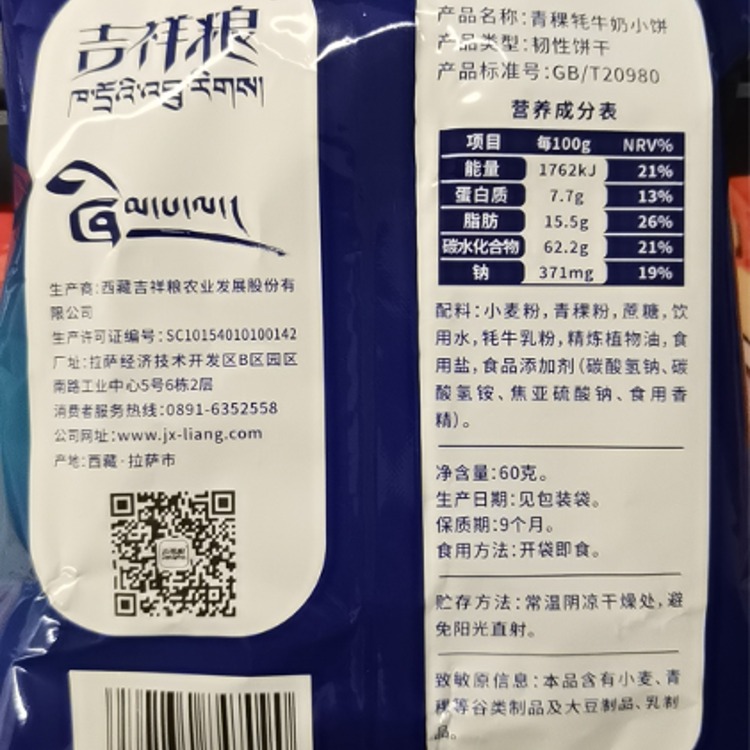 吉祥粮
生产商:西藏吉祥粮农业发展股份有
限公司
生产许可证编号:SC10154010100142
厂址:拉萨经济技术开发区B区园区
南路工业中心5号6栋2层
消费者服务热线:0891-6352558
公司网址:www.jx-liang.com
产地:西藏·拉萨市
产品名称:青稞牦牛奶小饼
产品类型:韧性饼干
产品标准号:GB/T20980
营养成分表
项目 每100g NRV%
能量 1762kJ 21%
蛋白质 7.7g 13%
脂肪 15.5g 26%
碳水化合物 62.2g 21%
钠 371mg 19%
配料:小麦粉,青稞粉,蔗糖,饮
用水,牦牛乳粉,精炼植物油,食
用盐,食品添加剂(碳酸氢钠、碳
酸氢铵、焦亚硫酸钠、食用香
精)。
净含量:60克。
生产日期:见包装袋。
保质期:9个月。
食用方法:开袋即食。
贮存方法:常温阴凉干燥处,避
免阳光直射。
致敏原信息:本品含有小麦、青
稞等谷类制品及大豆制品、乳制
品。